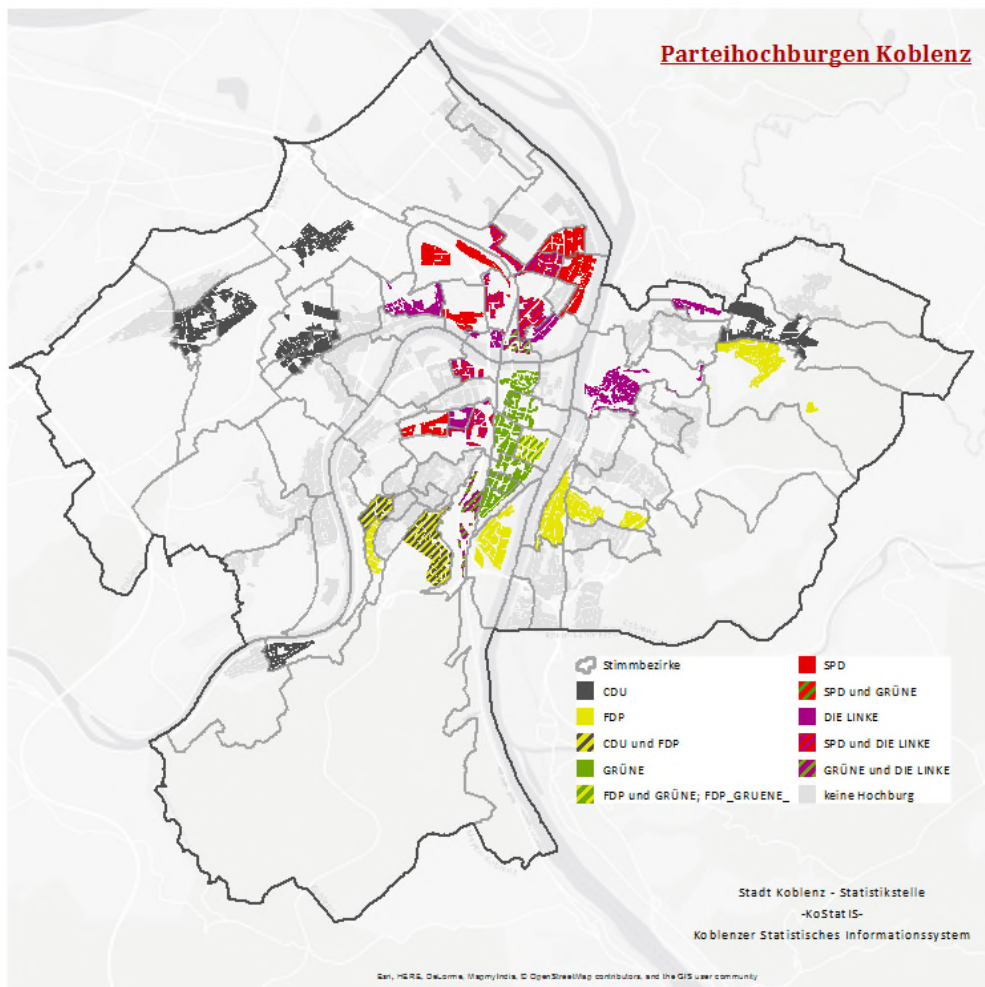 Parteihochburgen Koblenz
Stimmbezirke
CDU
FDP
CDU und FDP
GRÜNE
FDP und GRÜNE; FDP_GRUENE_
SPD
SPD und GRÜNE
DIE LINKE
SPD und DIE LINKE
GRÜNE und DIE LINKE
keine Hochburg
Stadt Koblenz - Statistikstelle
-KoStatIS-
Koblenzer Statistisches Informationssystem
Esri, HERE, DeLorme, MapmyIndia, © OpenStreetMap contributors, and the GIS user community